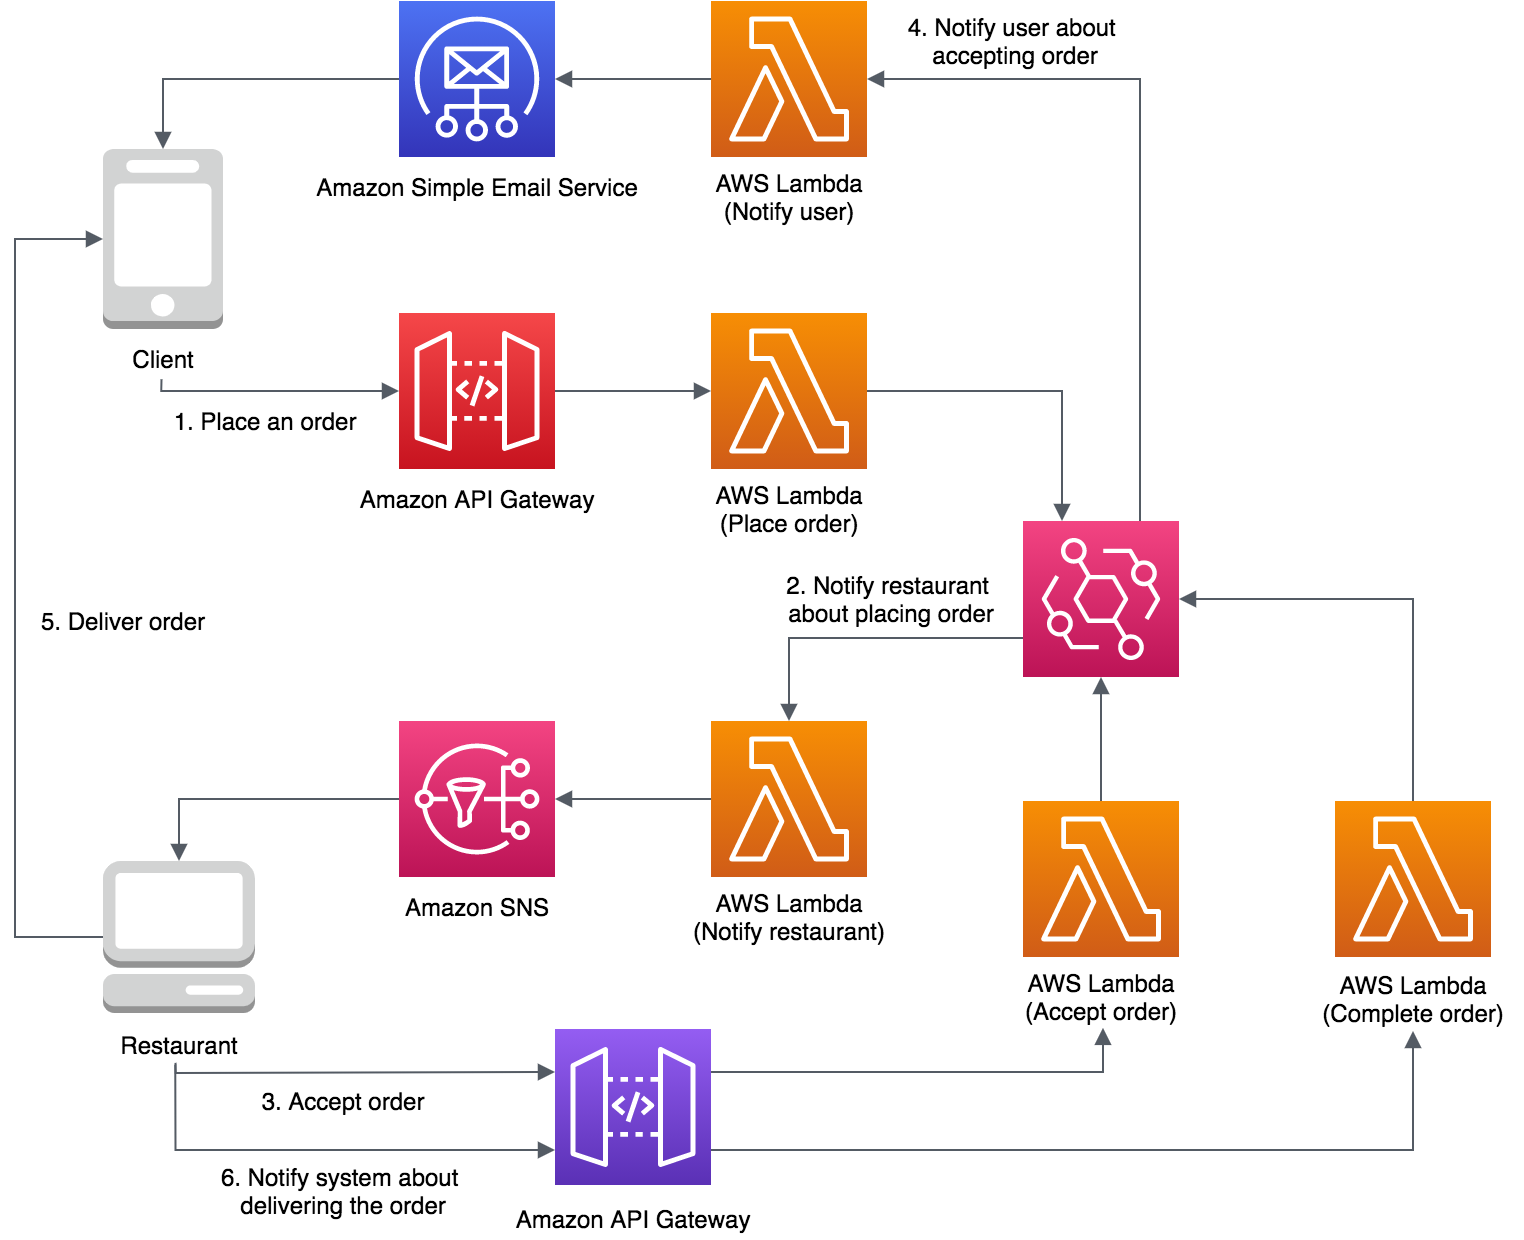 4. Notify user about
accepting order
Amazon Simple Email Service
AWS Lambda
(Notify user)
Client
1. Place an order
Amazon API Gateway
AWS Lambda
(Place order)
2. Notify restaurant
about placing order
5. Deliver order
Amazon SNS
AWS Lambda
(Notify restaurant)
AWS Lambda
(Accept order)
AWS Lambda
(Complete order)
Restaurant
3. Accept order
6. Notify system about
delivering the order
Amazon API Gateway